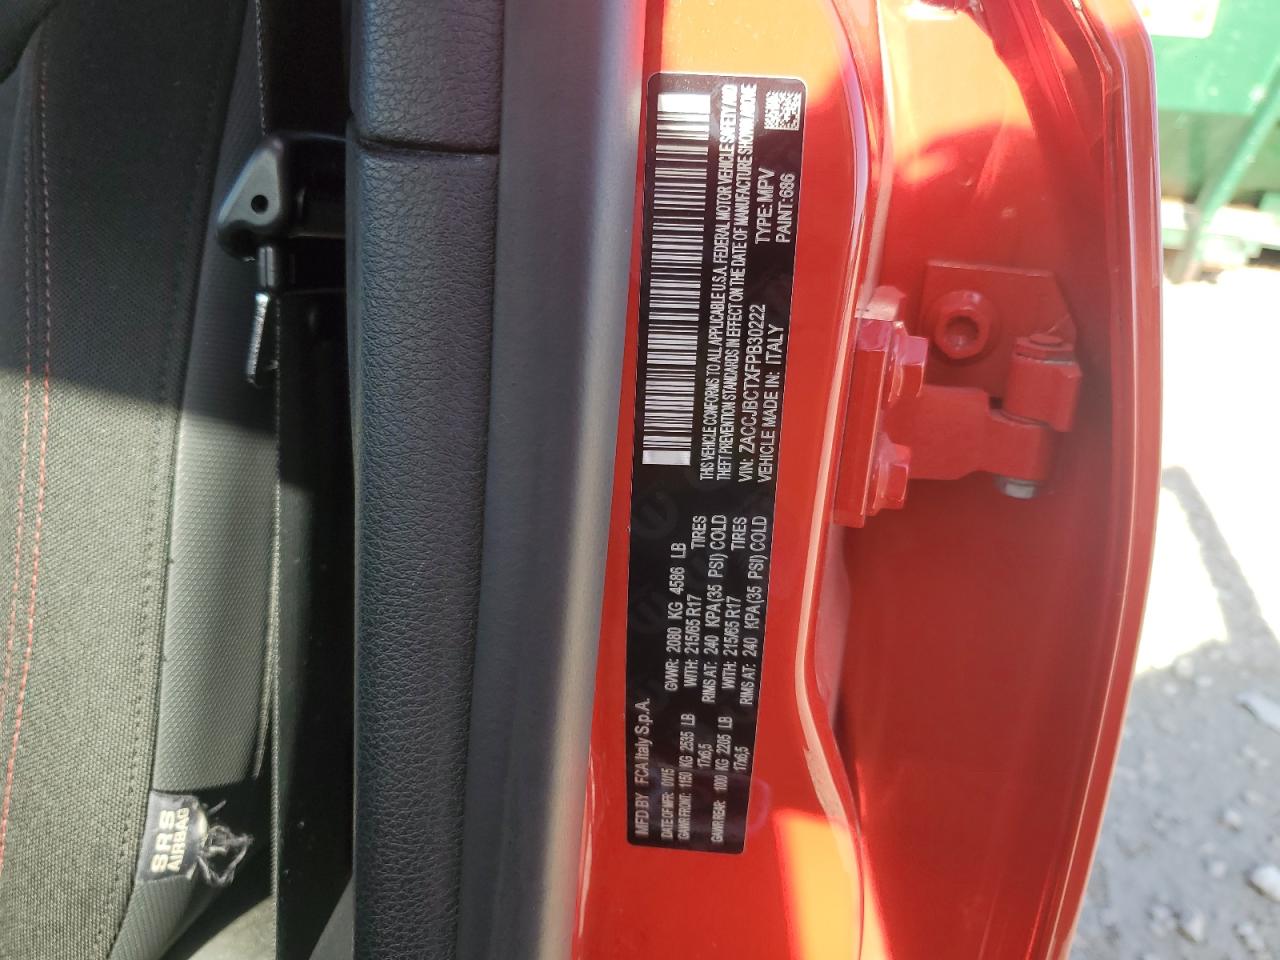 MFD BY FCA Italy S.p.A.
DATE OF MFR: 10/15 GVWR: 2080 KG 4586 LB
GAWR FRONT: 1150 KG 2535 LB WITH: 215/65 R17 TIRES
17x6,5 RIMS AT: 240 KPA(35 PSI) COLD
GAWR REAR: 1000 KG 2205 LB WITH: 215/65 R17 TIRES
17x6,5 RIMS AT: 240 KPA(35 PSI) COLD
THIS VEHICLE CONFORMS TO ALL APPLICABLE U.S.A. FEDERAL MOTOR VEHICLE SAFETY AND
THEFT PREVENTION STANDARDS IN EFFECT ON THE DATE OF MANUFACTURE SHOWN ABOVE
VIN: ZACCJBCTXFPB30222 TYPE: MPV
VEHICLE MADE IN: ITALY PAINT: 686
SRS
AIRBAG